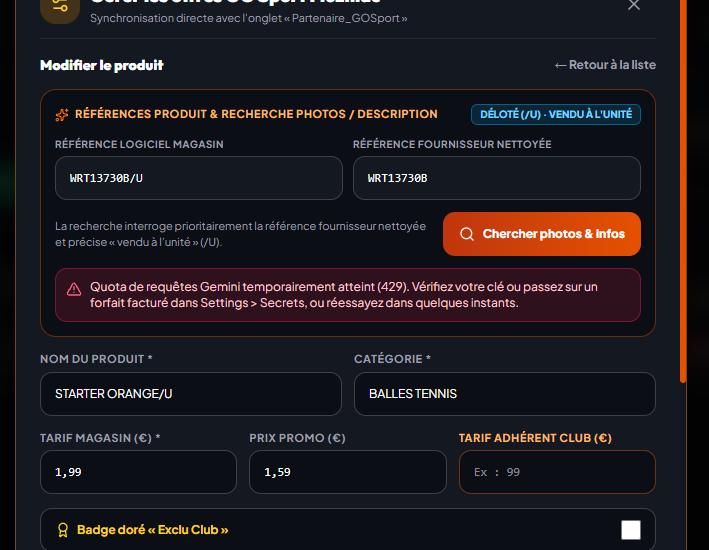 Synchronisation directe avec l'onglet « Partenaire_GOSport »
Modifier le produit
← Retour à la liste
RÉFÉRENCES PRODUIT & RECHERCHE PHOTOS / DESCRIPTION
DÉLOTÉ (/U) · VENDU À L'UNITÉ
RÉFÉRENCE LOGICIEL MAGASIN
RÉFÉRENCE FOURNISSEUR NETTOYÉE
WRT13730B/U
WRT13730B
La recherche interroge prioritairement la référence fournisseur nettoyée
et précise « vendu à l'unité » (/U).
Chercher photos & infos
Quota de requêtes Gemini temporairement atteint (429). Vérifiez votre clé ou passez sur un
forfait facturé dans Settings > Secrets, ou réessayez dans quelques instants.
NOM DU PRODUIT *
CATÉGORIE *
STARTER ORANGE/U
BALLES TENNIS
TARIF MAGASIN (€) *
PRIX PROMO (€)
TARIF ADHÉRENT CLUB (€)
1,99
1,59
Ex : 99
Badge doré « Exclu Club »